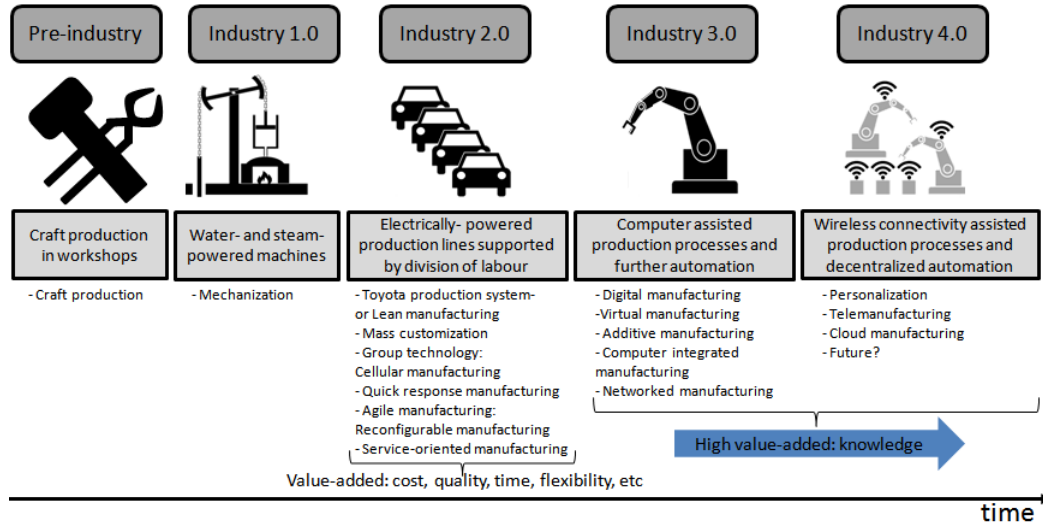 Pre-industry
Industry 1.0
Industry 2.0
Industry 3.0
Industry 4.0
Craft production
in workshops
Water- and steam-
powered machines
Electrically- powered
production lines supported
by division of labour
Computer assisted
production processes and
further automation
Wireless connectivity assisted
production processes and
decentralized automation
- Craft production
- Mechanization
- Toyota production system-
or Lean manufacturing
- Mass customization
- Group technology:
Cellular manufacturing
- Quick response manufacturing
- Agile manufacturing:
Reconfigurable manufacturing
- Service-oriented manufacturing
- Digital manufacturing
-Virtual manufacturing
- Additive manufacturing
- Computer integrated
manufacturing
- Networked manufacturing
- Personalization
- Telemanufacturing
- Cloud manufacturing
- Future?
High value-added: knowledge
Value-added: cost, quality, time, flexibility, etc
time